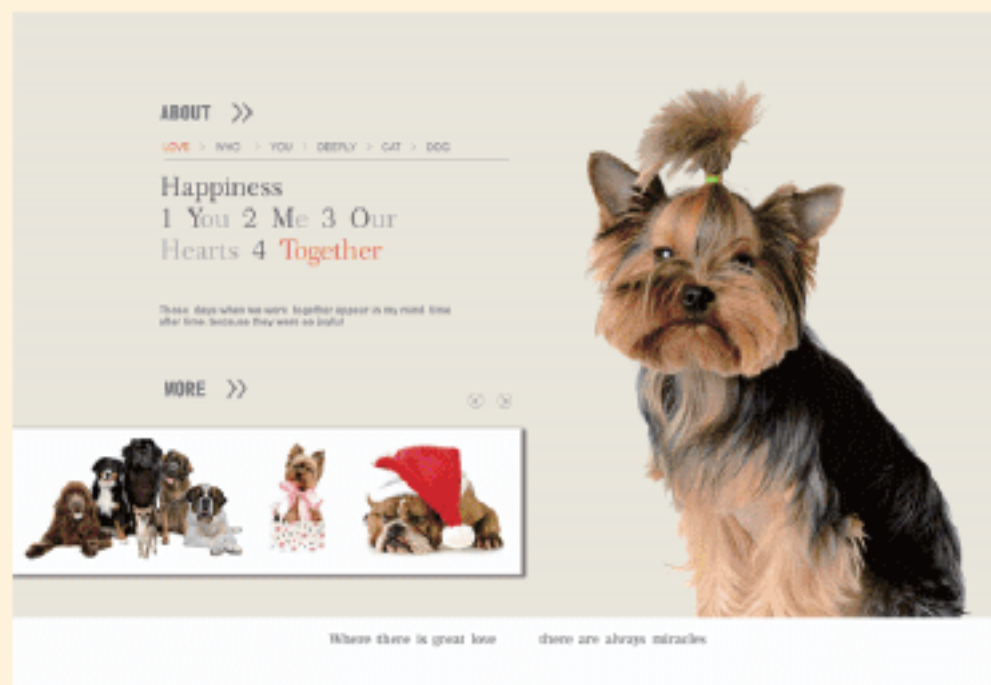 ABOUT >>
LOVE > WHO > YOU > DEEPLY > CAT > DOG
Happiness
1 You 2 Me 3 Our
Hearts 4 Together
These days when we were together appear in my mind time
after time, because they were so joyful
MORE >>
Where there is great love there are always miracles